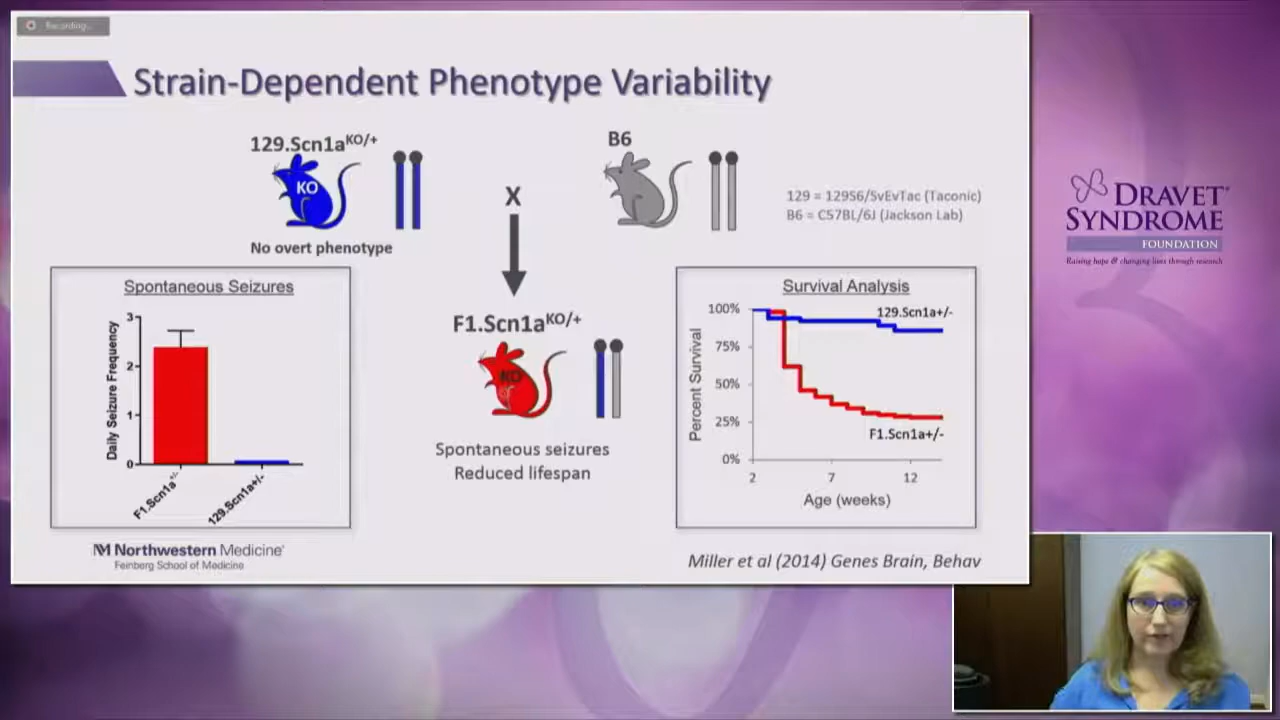 Recording...
Strain-Dependent Phenotype Variability
129.Scn1aKO/+
KO
No overt phenotype
X
B6
129 = 129S6/SvEvTac (Taconic)
B6 = C57BL/6J (Jackson Lab)
DRAVET
SYNDROME
FOUNDATION
Raising hope & changing lives through research
Spontaneous Seizures
Daily Seizure Frequency
3
2
1
0
F1.Scn1a+/-
129.Scn1a+/-
F1.Scn1aKO/+
KO
Spontaneous seizures
Reduced lifespan
Survival Analysis
Percent Survival
100%
75%
50%
25%
0%
129.Scn1a+/-
F1.Scn1a+/-
2
7
12
Age (weeks)
Northwestern Medicine
Feinberg School of Medicine
Miller et al (2014) Genes Brain, Behav